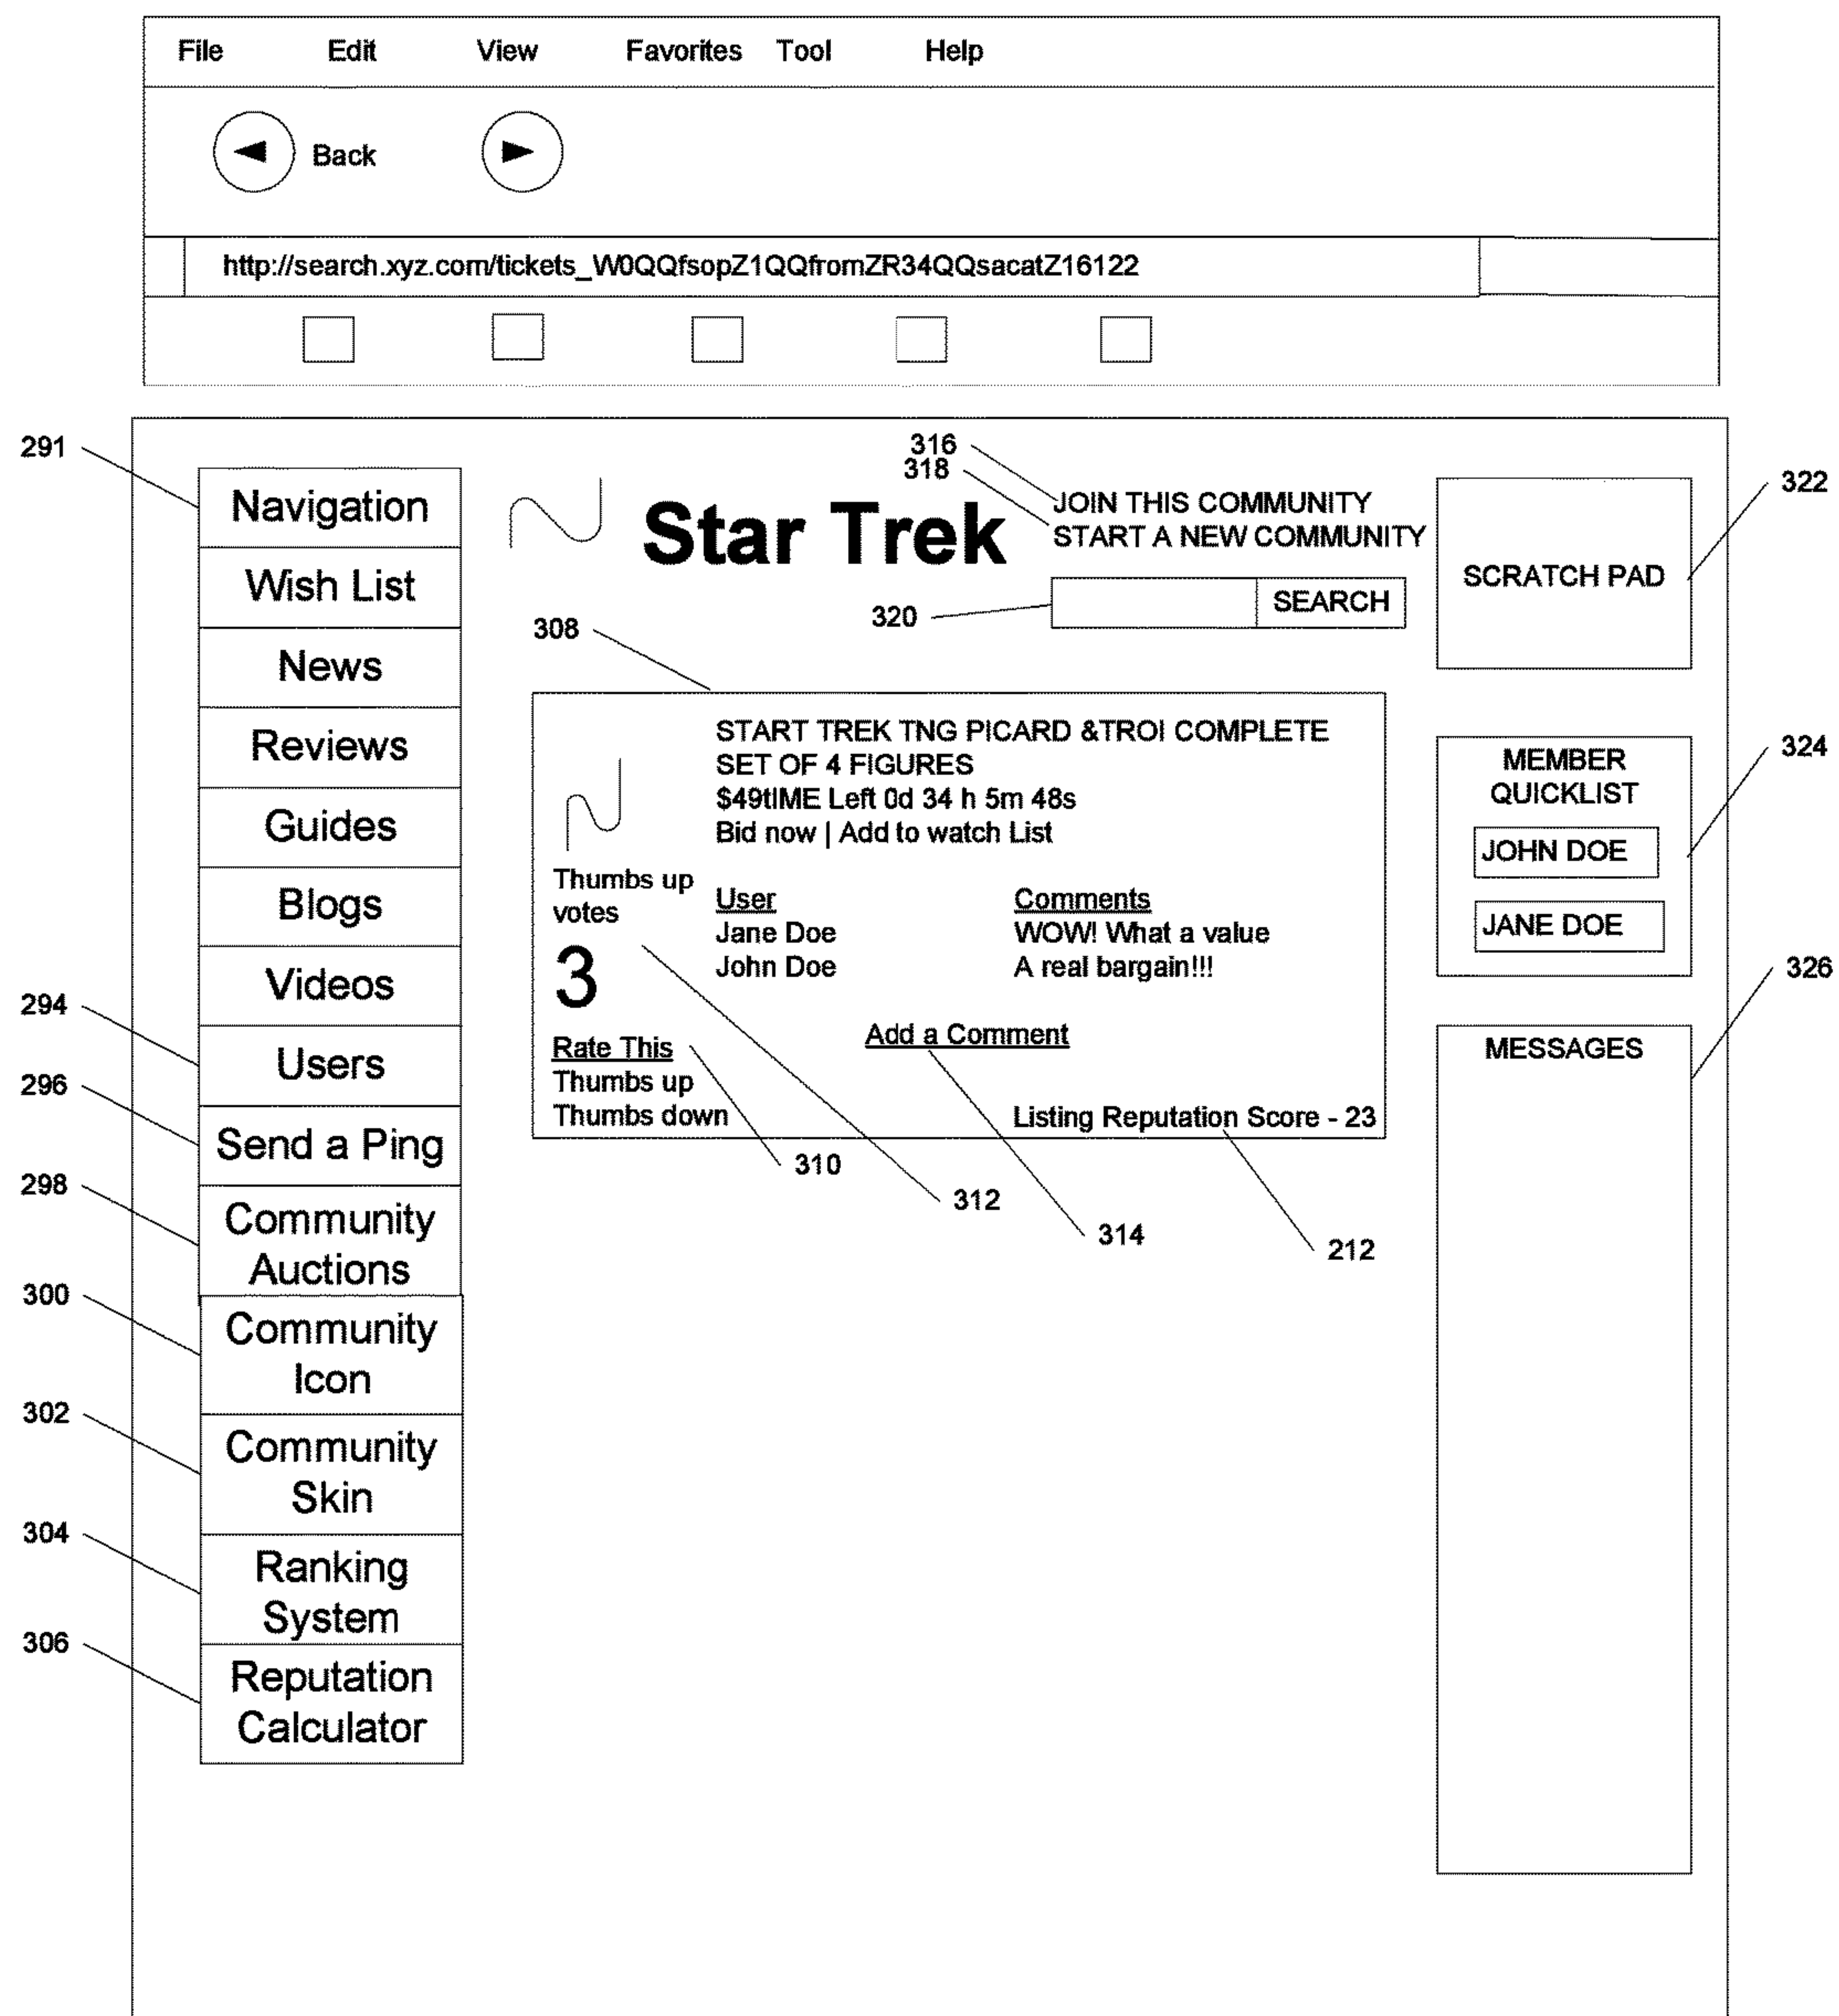 File Edit View Favorites Tool Help
Back
http://search.xyz.com/tickets_W0QQfsopZ1QQfromZR34QQsacatZ16122
291
Navigation
Wish List
News
Reviews
Guides
Blogs
Videos
294
Users
296
Send a Ping
298
Community
Auctions
300
Community
Icon
302
Community
Skin
304
Ranking
System
306
Reputation
Calculator
Star Trek
316
318
JOIN THIS COMMUNITY
START A NEW COMMUNITY
320
SEARCH
308
START TREK TNG PICARD &TROI COMPLETE
SET OF 4 FIGURES
$49tIME Left 0d 34 h 5m 48s
Bid now | Add to watch List
Thumbs up
votes
3
User Comments
Jane Doe WOW! What a value
John Doe A real bargain!!!
Rate This
Thumbs up
Thumbs down
Add a Comment
Listing Reputation Score - 23
310
312
314
212
SCRATCH PAD
322
MEMBER
QUICKLIST
JOHN DOE
JANE DOE
324
326
MESSAGES